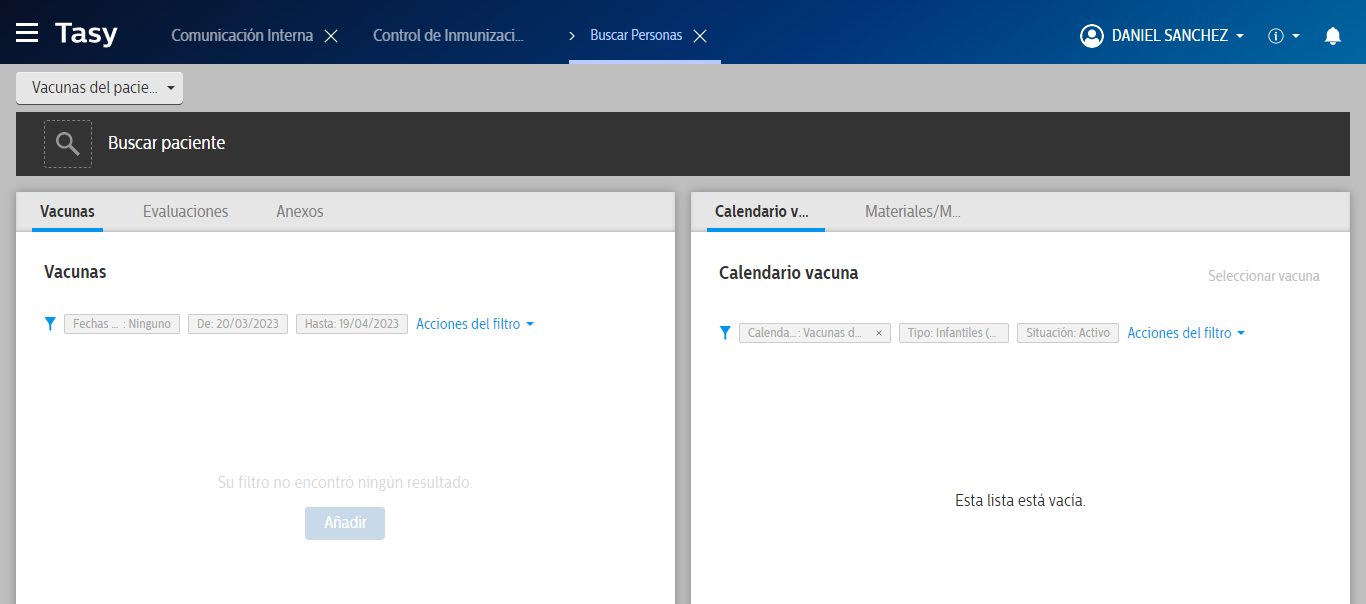 Tasy
Comunicación Interna
Control de Inmunizaci...
Buscar Personas
DANIEL SANCHEZ
Vacunas del pacie...
Buscar paciente
Vacunas
Evaluaciones
Anexos
Vacunas
Fechas ... : Ninguno
De: 20/03/2023
Hasta: 19/04/2023
Acciones del filtro
Su filtro no encontró ningún resultado.
Añadir
Calendario v...
Materiales/M...
Calendario vacuna
Seleccionar vacuna
Calenda... : Vacunas d...
Tipo: Infantiles (...
Situación: Activo
Acciones del filtro
Esta lista está vacía.